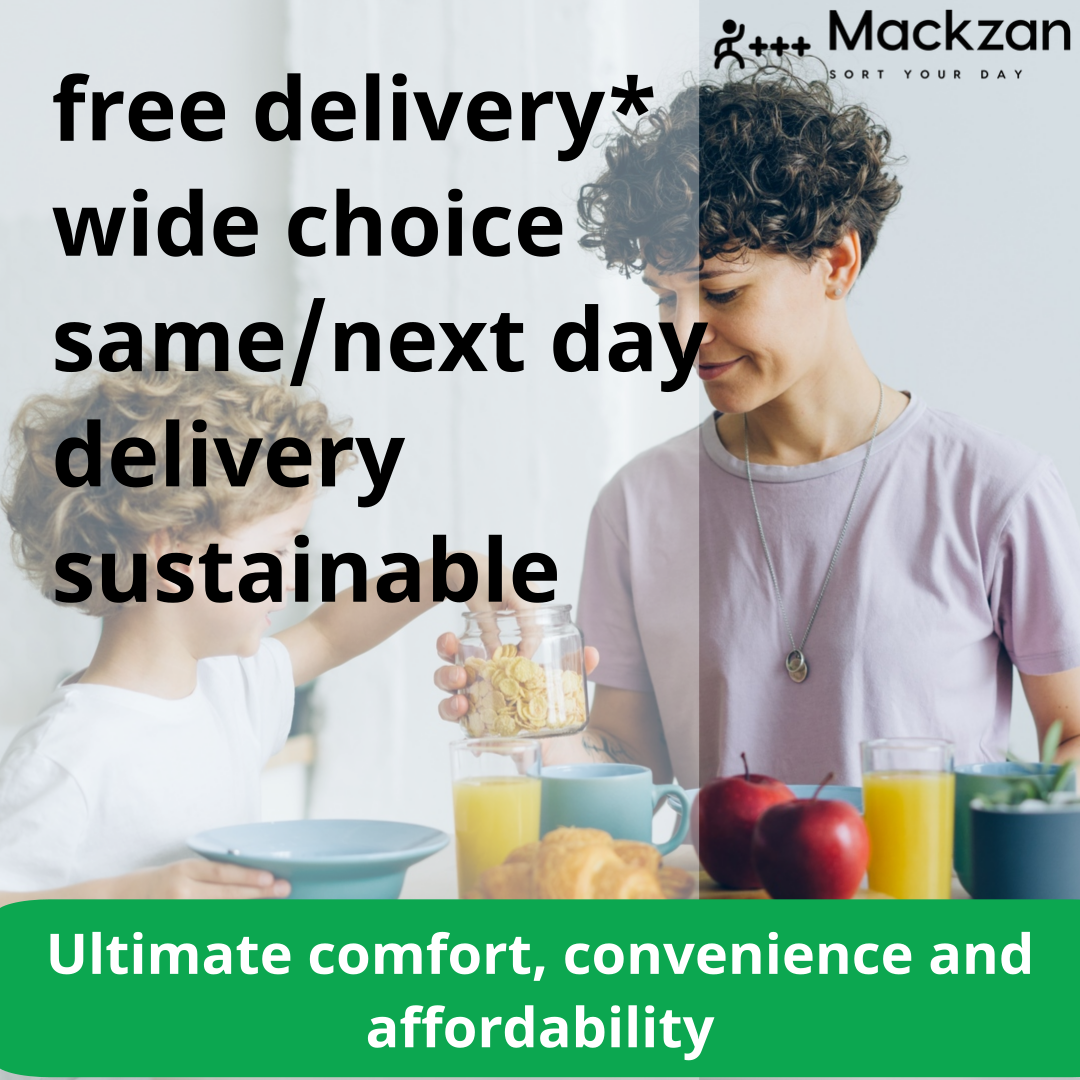 Mackzan
SORT YOUR DAY
free delivery*
wide choice
same/next day
delivery
sustainable
Ultimate comfort, convenience and
affordability